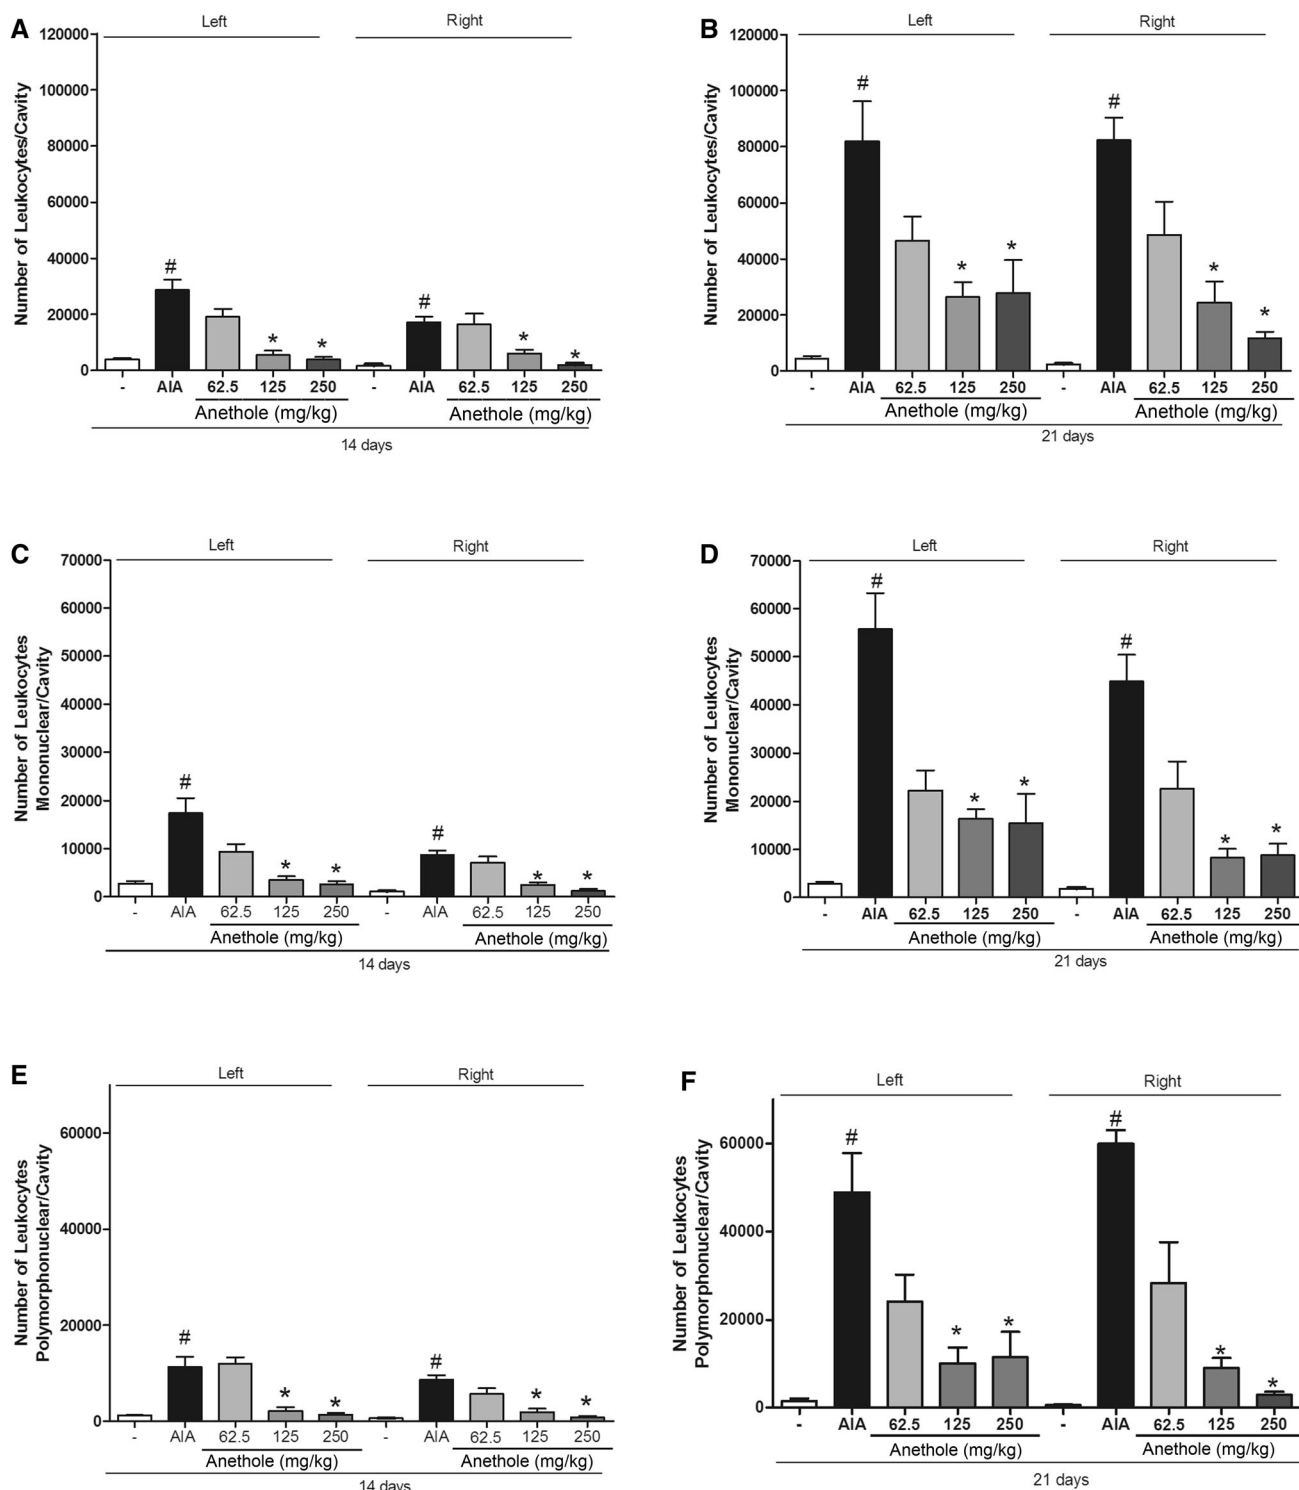 A
Left
Right
120000
100000
80000
60000
40000
20000
0
Number of Leukocytes/Cavity
#
*
*
#
*
*
-
AIA
62.5
125
250
-
AIA
62.5
125
250
Anethole (mg/kg)
Anethole (mg/kg)
14 days
B
Left
Right
120000
100000
80000
60000
40000
20000
0
Number of Leukocytes/Cavity
#
*
*
#
*
*
-
AIA
62.5
125
250
-
AIA
62.5
125
250
Anethole (mg/kg)
Anethole (mg/kg)
21 days
C
Left
Right
70000
60000
50000
40000
30000
20000
10000
0
Number of Leukocytes
Mononuclear/Cavity
#
*
*
#
*
*
-
AIA
62.5
125
250
-
AIA
62.5
125
250
Anethole (mg/kg)
Anethole (mg/kg)
14 days
D
Left
Right
70000
60000
50000
40000
30000
20000
10000
0
Number of Leukocytes
Mononuclear/Cavity
#
*
*
#
*
*
-
AIA
62.5
125
250
-
AIA
62.5
125
250
Anethole (mg/kg)
Anethole (mg/kg)
21 days
E
Left
Right
60000
40000
20000
0
Number of Leukocytes
Polymorphonuclear/Cavity
#
*
*
#
*
*
-
AIA
62.5
125
250
-
AIA
62.5
125
250
Anethole (mg/kg)
Anethole (mg/kg)
14 days
F
Left
Right
60000
40000
20000
0
Number of Leukocytes
Polymorphonuclear/Cavity
#
*
*
#
*
*
-
AIA
62.5
125
250
-
AIA
62.5
125
250
Anethole (mg/kg)
Anethole (mg/kg)
21 days